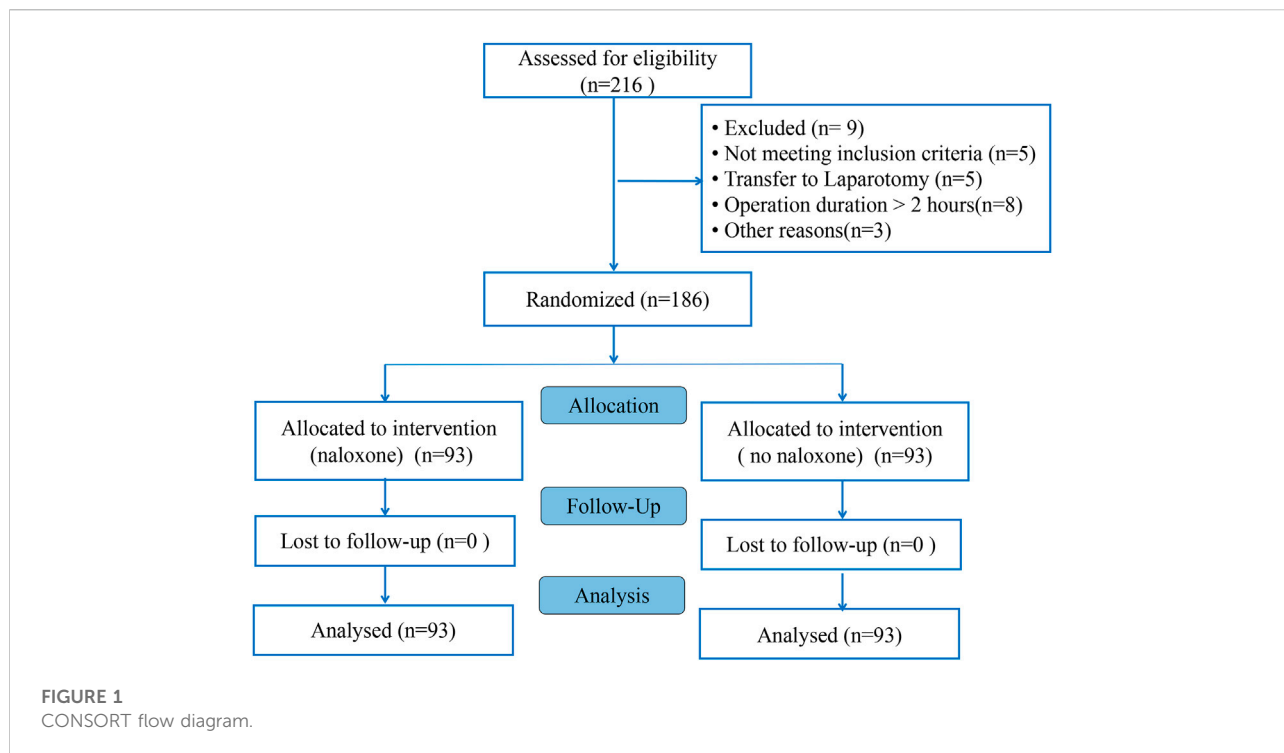 Assessed for eligibility
(n=216 )
• Excluded (n= 9)
• Not meeting inclusion criteria (n=5)
• Transfer to Laparotomy (n=5)
• Operation duration > 2 hours(n=8)
• Other reasons(n=3)
Randomized (n=186)
Allocation
Allocated to intervention
(naloxone) (n=93)
Allocated to intervention
( no naloxone) (n=93)
Follow-Up
Lost to follow-up (n=0 )
Lost to follow-up (n=0 )
Analysis
Analysed (n=93)
Analysed (n=93)
FIGURE 1
CONSORT flow diagram.